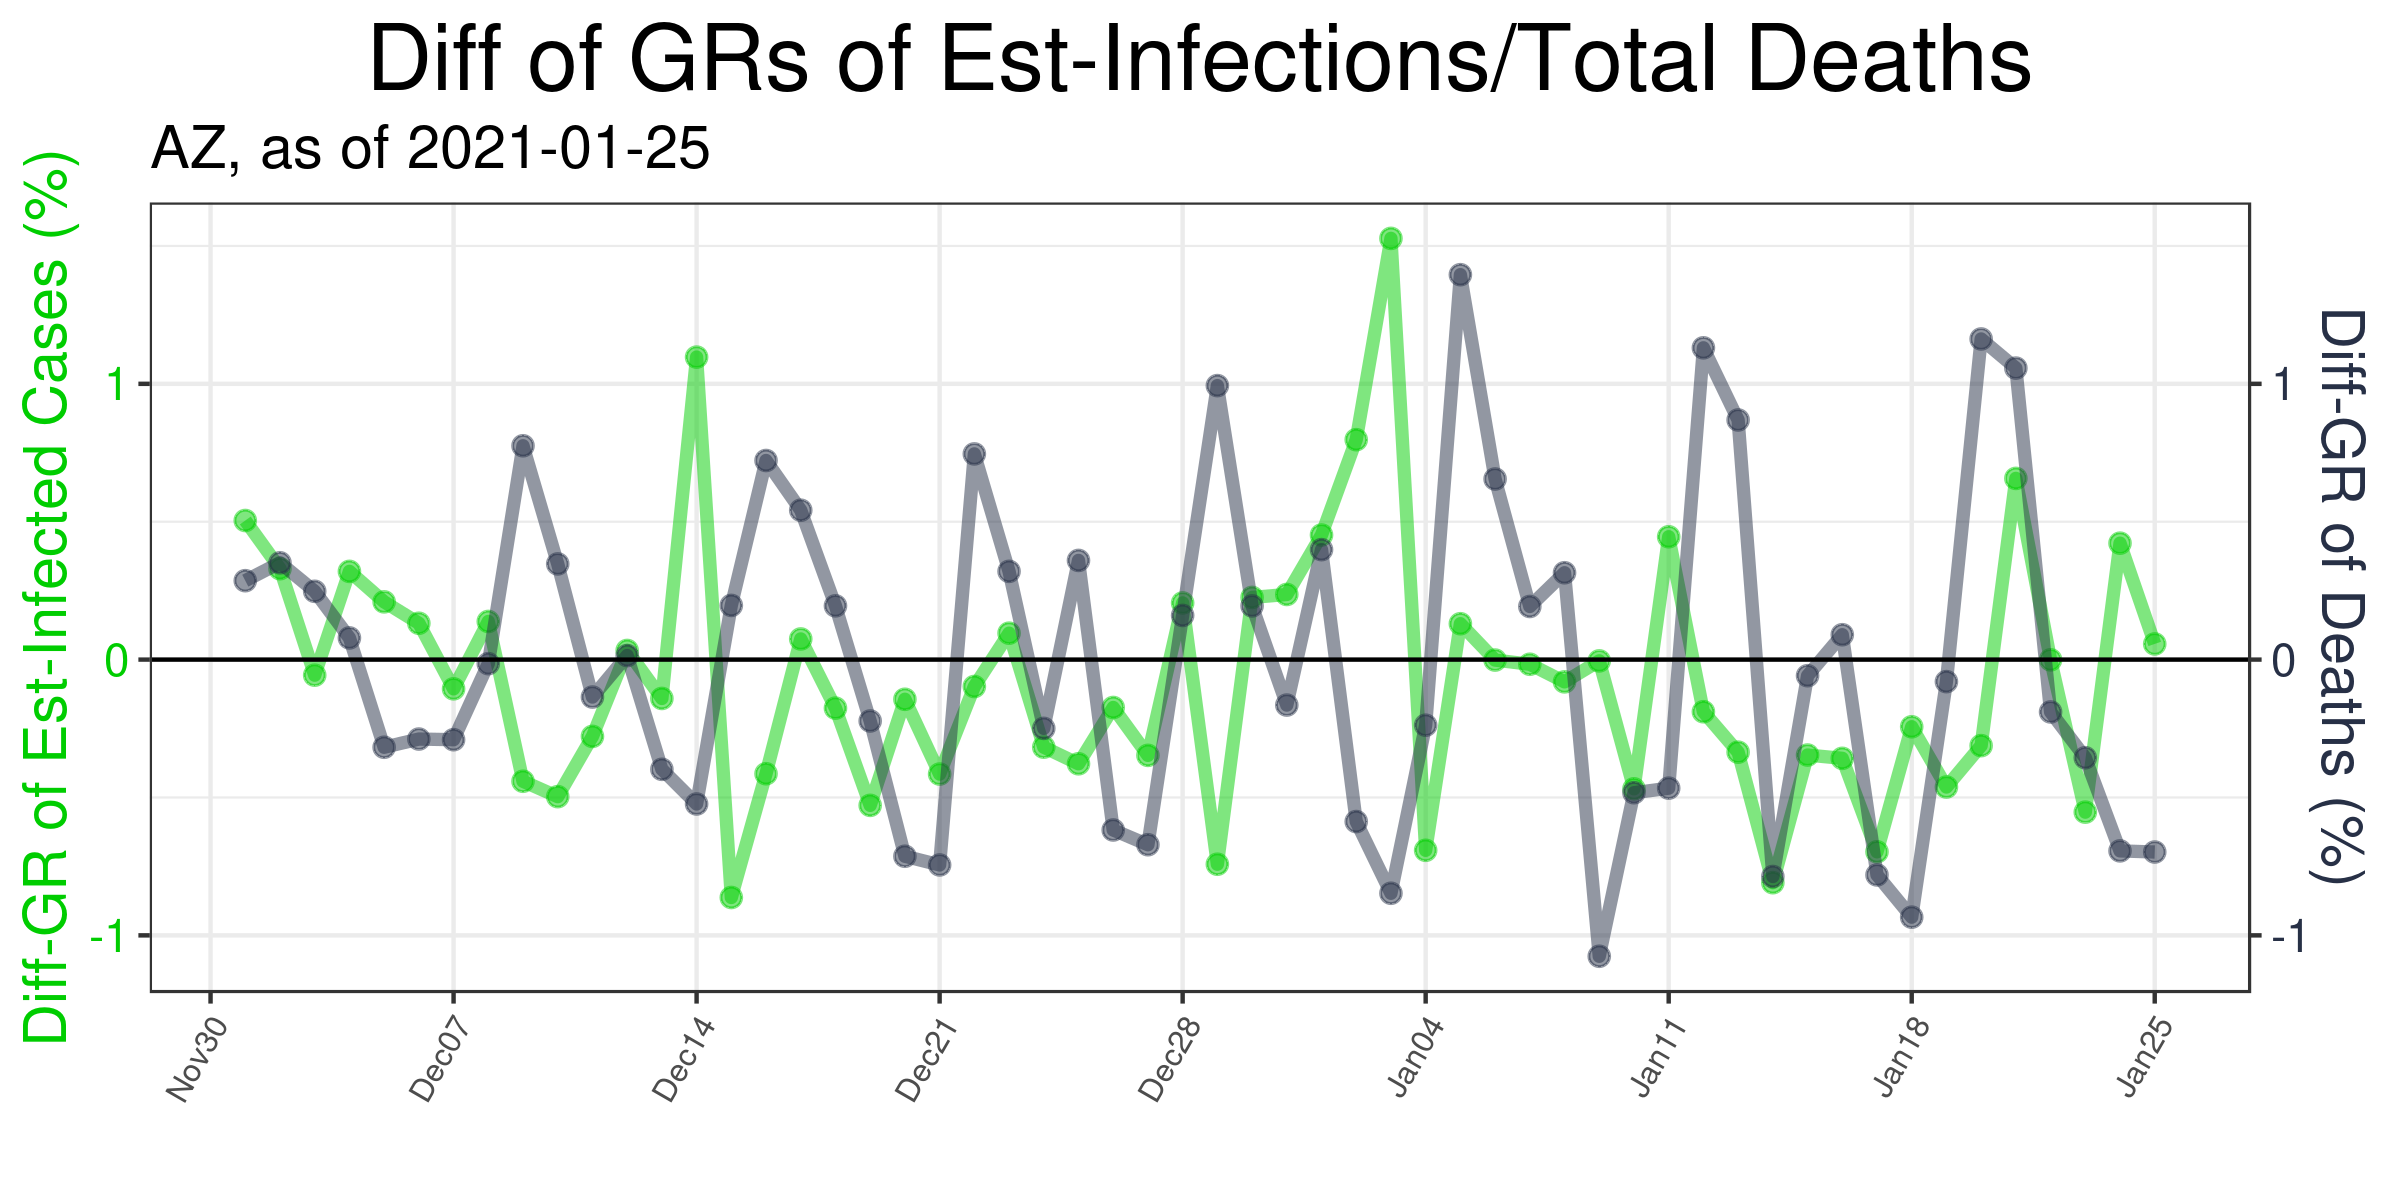 Diff of GRs of Est-Infections/Total Deaths
AZ, as of 2021-01-25
Diff-GR of Est-Infected Cases (%)
1
0
-1
1
0
-1
Diff-GR of Deaths (%)
Nov30
Dec07
Dec14
Dec21
Dec28
Jan04
Jan11
Jan18
Jan25